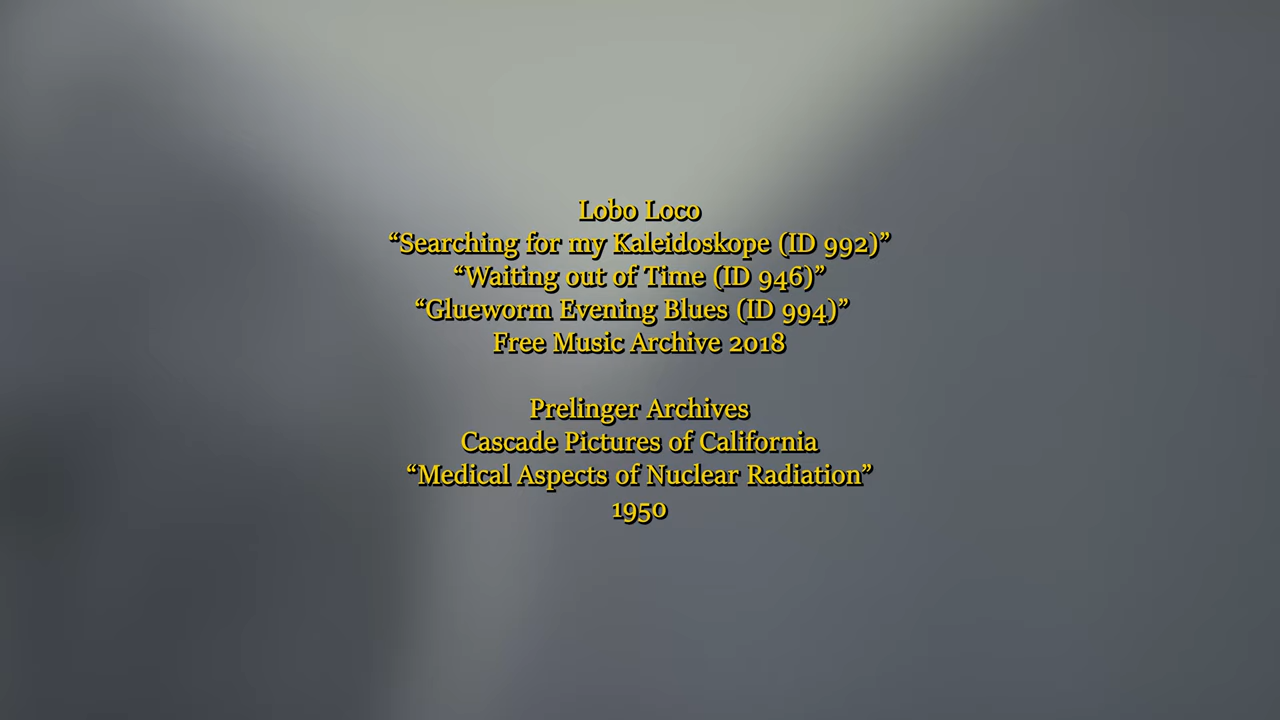 Lobo Loco
“Searching for my Kaleidoskope (ID 992)”
“Waiting out of Time (ID 946)”
“Glueworm Evening Blues (ID 994)”
Free Music Archive 2018
Prelinger Archives
Cascade Pictures of California
“Medical Aspects of Nuclear Radiation”
1950